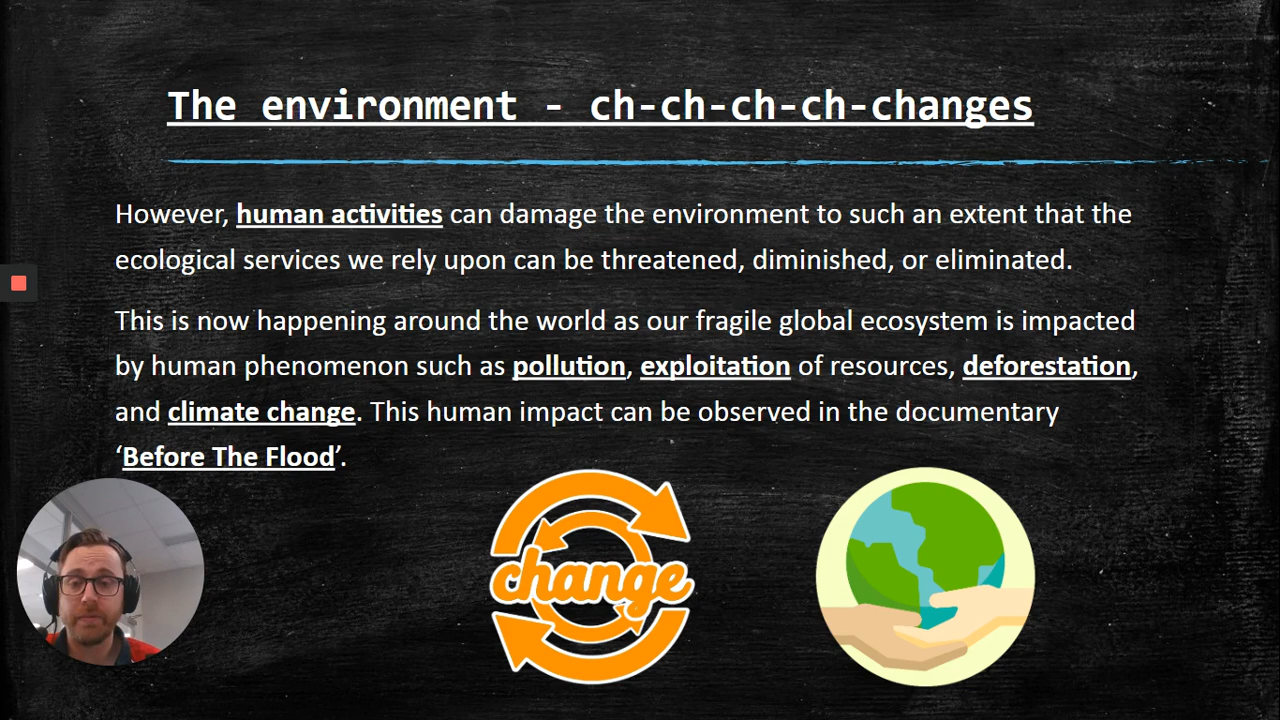 The environment - ch-ch-ch-ch-changes
However, human activities can damage the environment to such an extent that the
ecological services we rely upon can be threatened, diminished, or eliminated.
This is now happening around the world as our fragile global ecosystem is impacted
by human phenomenon such as pollution, exploitation of resources, deforestation,
and climate change. This human impact can be observed in the documentary
‘Before The Flood’.
change